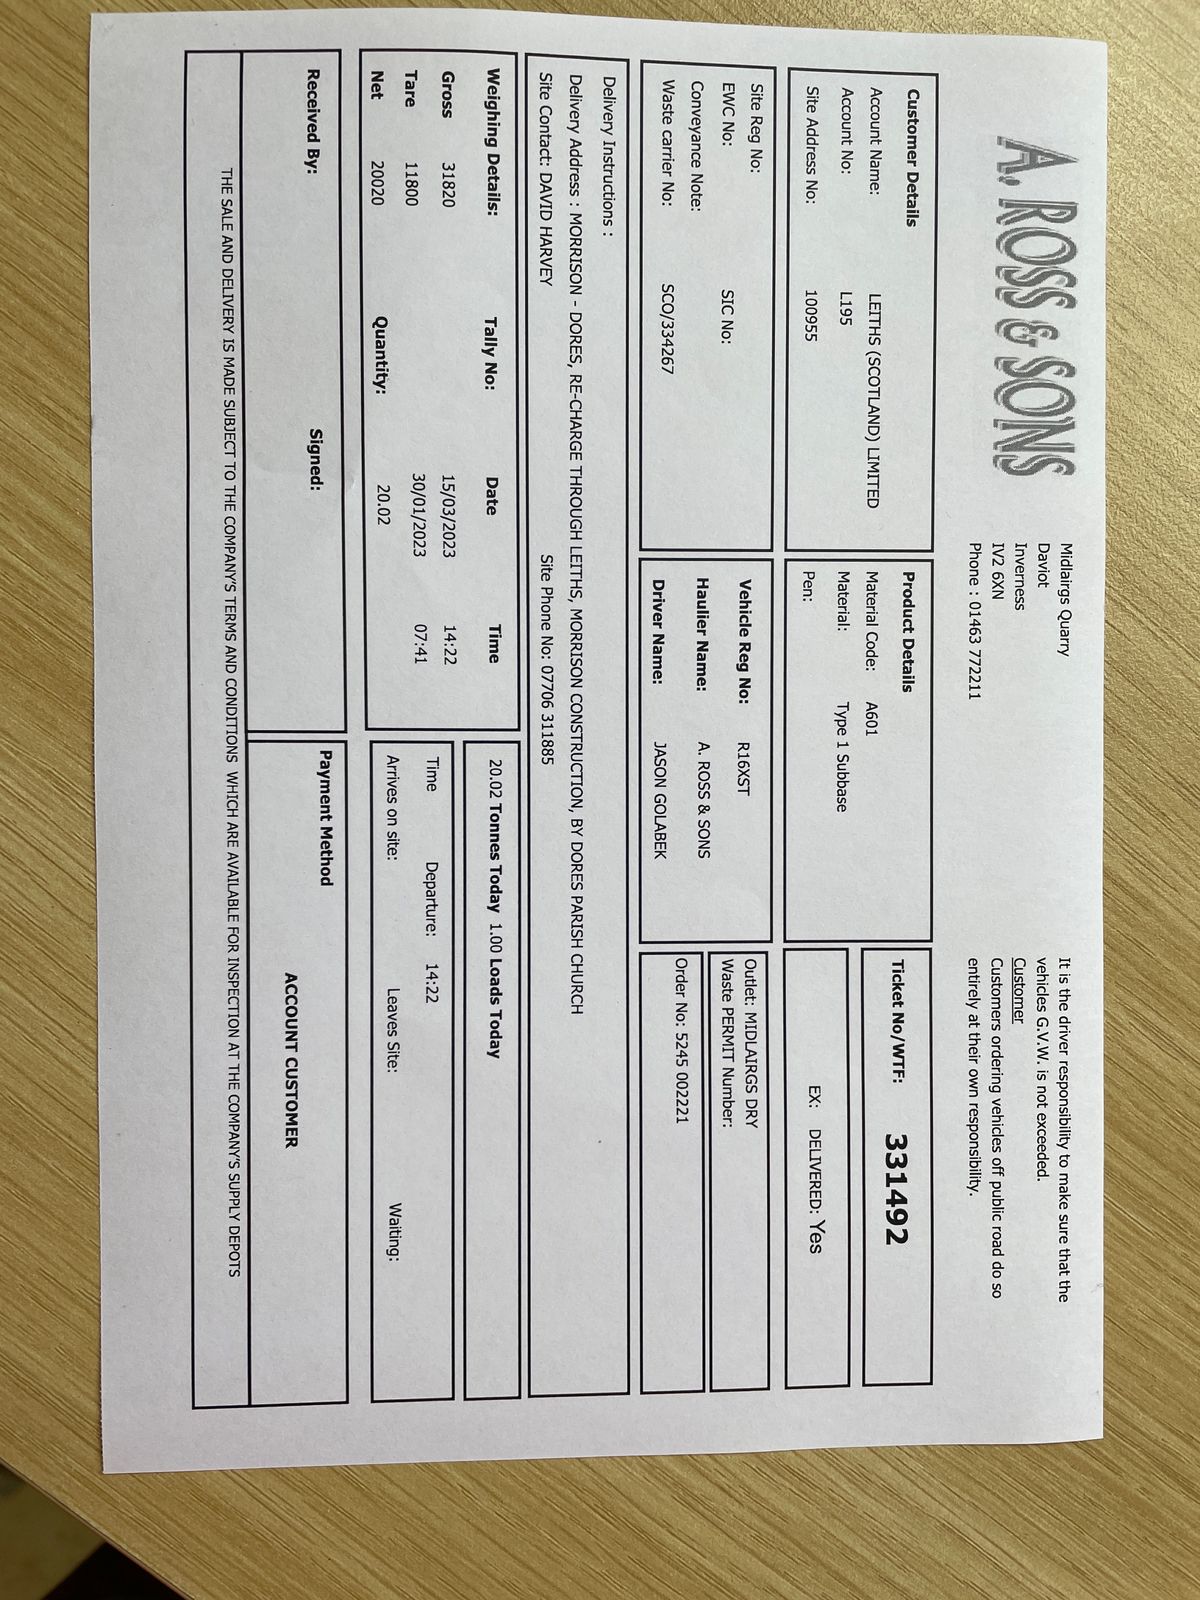 A. ROSS & SONS
Midlairgs Quarry
Daviot
Inverness
IV2 6XN
Phone : 01463 772211
It is the driver responsibility to make sure that the
vehicles G.V.W. is not exceeded.
Customer
Customers ordering vehicles off public road do so
entirely at their own responsibility.
Customer Details
Account Name: LEITHS (SCOTLAND) LIMITED
Account No: L195
Site Address No: 100955
Product Details
Material Code: A601
Material: Type 1 Subbase
Pen:
Ticket No/WTF: 331492
EX: DELIVERED: Yes
Site Reg No:
EWC No: SIC No:
Conveyance Note:
Waste carrier No: SCO/334267
Vehicle Reg No: R16XST
Haulier Name: A. ROSS & SONS
Driver Name: JASON GOLABEK
Outlet: MIDLAIRGS DRY
Waste PERMIT Number:
Order No: 5245 002221
Delivery Instructions :
Delivery Address : MORRISON - DORES, RE-CHARGE THROUGH LEITHS, MORRISON CONSTRUCTION, BY DORES PARISH CHURCH
Site Contact: DAVID HARVEY Site Phone No: 07706 311885
Weighing Details: Tally No: Date Time
Gross 31820 15/03/2023 14:22
Tare 11800 30/01/2023 07:41
Net 20020 Quantity: 20.02
20.02 Tonnes Today 1.00 Loads Today
Time Departure: 14:22
Arrives on site: Leaves Site: Waiting:
Received By: Signed:
Payment Method
ACCOUNT CUSTOMER
THE SALE AND DELIVERY IS MADE SUBJECT TO THE COMPANY'S TERMS AND CONDITIONS WHICH ARE AVAILABLE FOR INSPECTION AT THE COMPANY'S SUPPLY DEPOTS